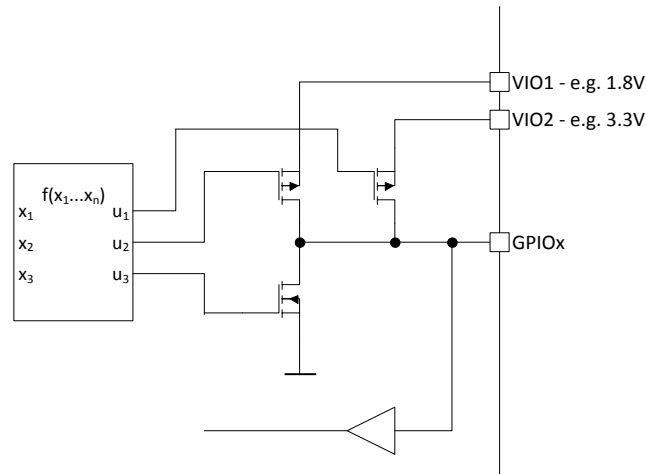 VIO1 - e.g. 1.8V
VIO2 - e.g. 3.3V
f(x₁...xₙ)
x₁ u₁
x₂ u₂
x₃ u₃
GPIOx